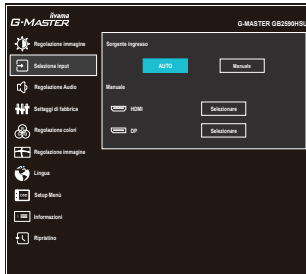 iiyama
G-MASTER
G-MASTER GB2590HSU
Regolazione immagine
Seleziona input
Regolazione Audio
Settaggi di fabbrica
Regolazione colori
Regolazione immagine
Lingua
Setup Menù
Informazioni
Ripristino
Sorgente ingresso
AUTO
Manuale
Manuale
HDMI
Selezionare
DP
Selezionare
OSD